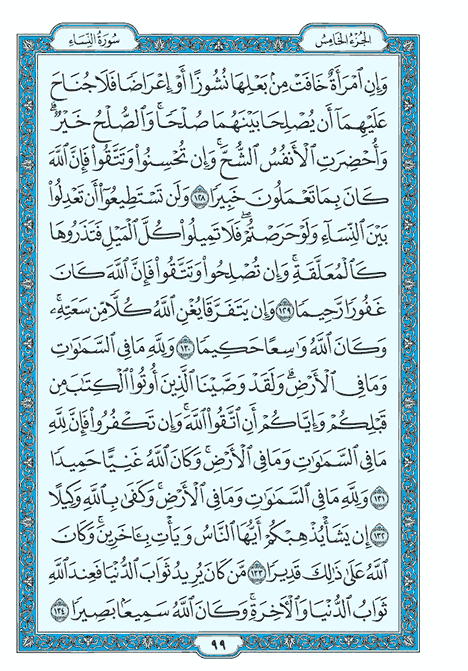 الجزء الخامس
سورة النساء
وَإِنِ ٱمْرَأَةٌ خَافَتْ مِنۢ بَعْلِهَا نُشُوزًا أَوْ إِعْرَاضًا فَلَا جُنَاحَ
عَلَيْهِمَآ أَن يُصْلِحَا بَيْنَهُمَا صُلْحًا ۚ وَٱلصُّلْحُ خَيْرٌ ۗ
وَأُحْضِرَتِ ٱلْأَنفُسُ ٱلشُّحَّ ۚ وَإِن تُحْسِنُوا۟ وَتَتَّقُوا۟ فَإِنَّ ٱللَّهَ
كَانَ بِمَا تَعْمَلُونَ خَبِيرًا ١٢٨ وَلَن تَسْتَطِيعُوٓا۟ أَن تَعْدِلُوا۟
بَيْنَ ٱلنِّسَآءِ وَلَوْ حَرَصْتُمْ ۖ فَلَا تَمِيلُوا۟ كُلَّ ٱلْمَيْلِ فَتَذَرُوهَا
كَٱلْمُعَلَّقَةِ ۚ وَإِن تُصْلِحُوا۟ وَتَتَّقُوا۟ فَإِنَّ ٱللَّهَ كَانَ
غَفُورًا رَّحِيمًا ١٢٩ وَإِن يَتَفَرَّقَا يُغْنِ ٱللَّهُ كُلًّا مِّن سَعَتِهِۦ ۚ
وَكَانَ ٱللَّهُ وَٰسِعًا حَكِيمًا ١٣٠ وَلِلَّهِ مَا فِى ٱلسَّمَٰوَٰتِ
وَمَا فِى ٱلْأَرْضِ ۗ وَلَقَدْ وَصَّيْنَا ٱلَّذِينَ أُوتُوا۟ ٱلْكِتَٰبَ مِن
قَبْلِكُمْ وَإِيَّاكُمْ أَنِ ٱتَّقُوا۟ ٱللَّهَ ۚ وَإِن تَكْفُرُوا۟ فَإِنَّ لِلَّهِ
مَا فِى ٱلسَّمَٰوَٰتِ وَمَا فِى ٱلْأَرْضِ ۚ وَكَانَ ٱللَّهُ غَنِيًّا حَمِيدًا
١٣١ وَلِلَّهِ مَا فِى ٱلسَّمَٰوَٰتِ وَمَا فِى ٱلْأَرْضِ ۚ وَكَفَىٰ بِٱللَّهِ وَكِيلًا
١٣٢ إِن يَشَأْ يُذْهِبْكُمْ أَيُّهَا ٱلنَّاسُ وَيَأْتِ بِـَٔاخَرِينَ ۚ وَكَانَ
ٱللَّهُ عَلَىٰ ذَٰلِكَ قَدِيرًا ١٣٣ مَّن كَانَ يُرِيدُ ثَوَابَ ٱلدُّنْيَا فَعِندَ ٱللَّهِ
ثَوَابُ ٱلدُّنْيَا وَٱلْـَٔاخِرَةِ ۚ وَكَانَ ٱللَّهُ سَمِيعًۢا بَصِيرًا ١٣٤
٩٩